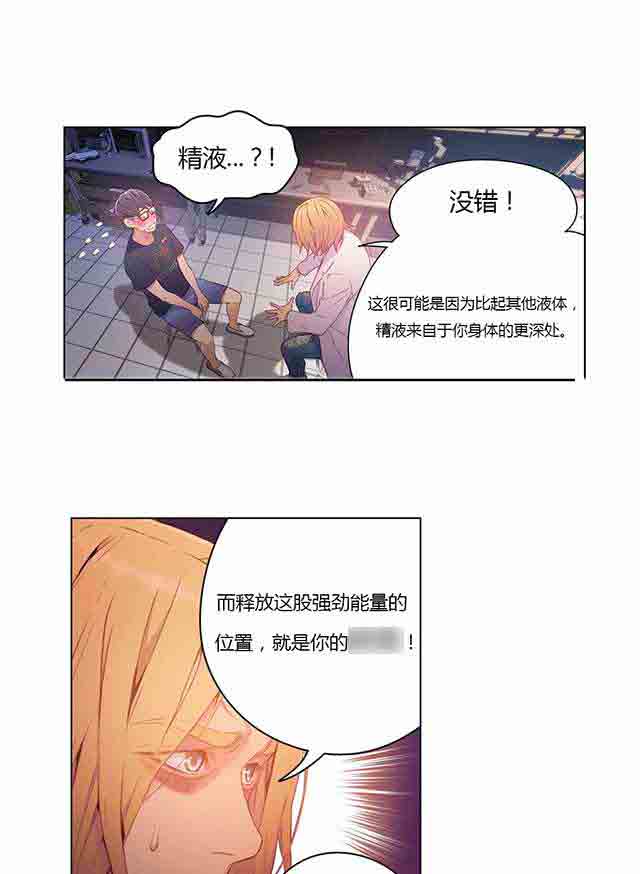 精液...？！
没错！
这很可能是因为比起其他液体，
精液来自于你身体的更深处。
而释放这股强劲能量的
位置，就是你的！